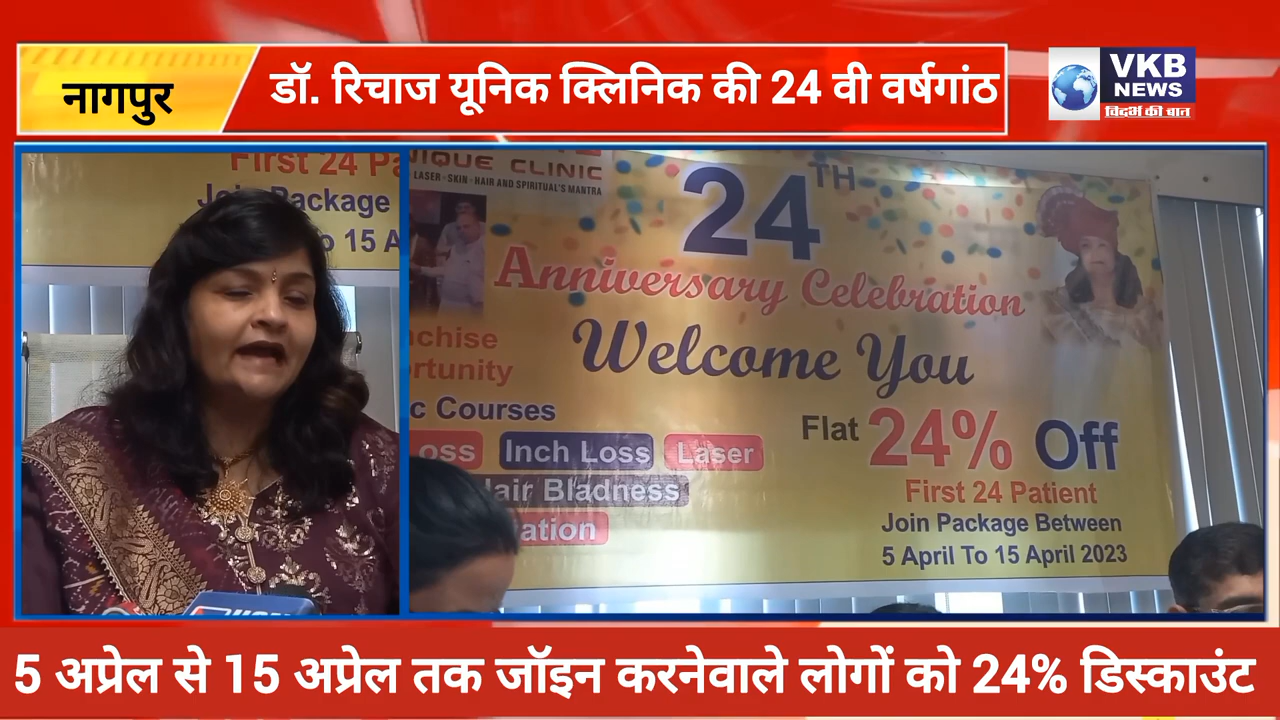 नागपुर
डॉ. रिचाज यूनिक क्लिनिक की 24 वी वर्षगांठ
VKB
NEWS
विदर्भ की बात
First 24 Pa
Package
o 15 A
NIQUE CLINIC
LASER - SKIN - HAIR AND SPIRITUAL'S MANTRA
24TH
Anniversary Celebration
Welcome You
nchise
rtunity
c Courses
oss Inch Loss Laser
Hair Bladness
ation
Flat 24% Off
First 24 Patient
Join Package Between
5 April To 15 April 2023
5 अप्रेल से 15 अप्रेल तक जॉइन करनेवाले लोगों को 24% डिस्काउंट